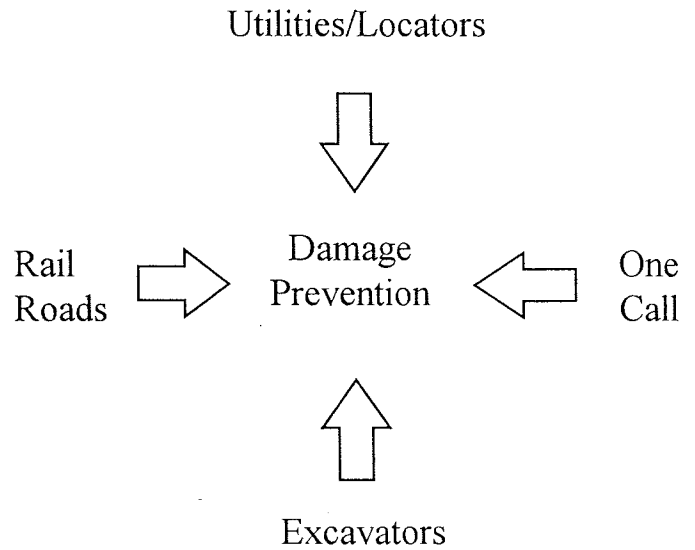 Utilities/Locators
Rail
Roads
Damage
Prevention
One
Call
Excavators